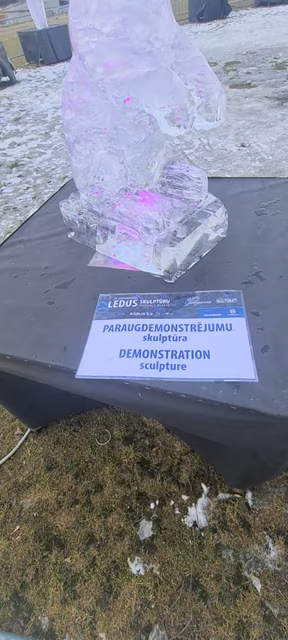 LEDUS SKULPTŪRU
PARAUGDEMONSTRĒJUMU
skulptūra
DEMONSTRATION
sculpture